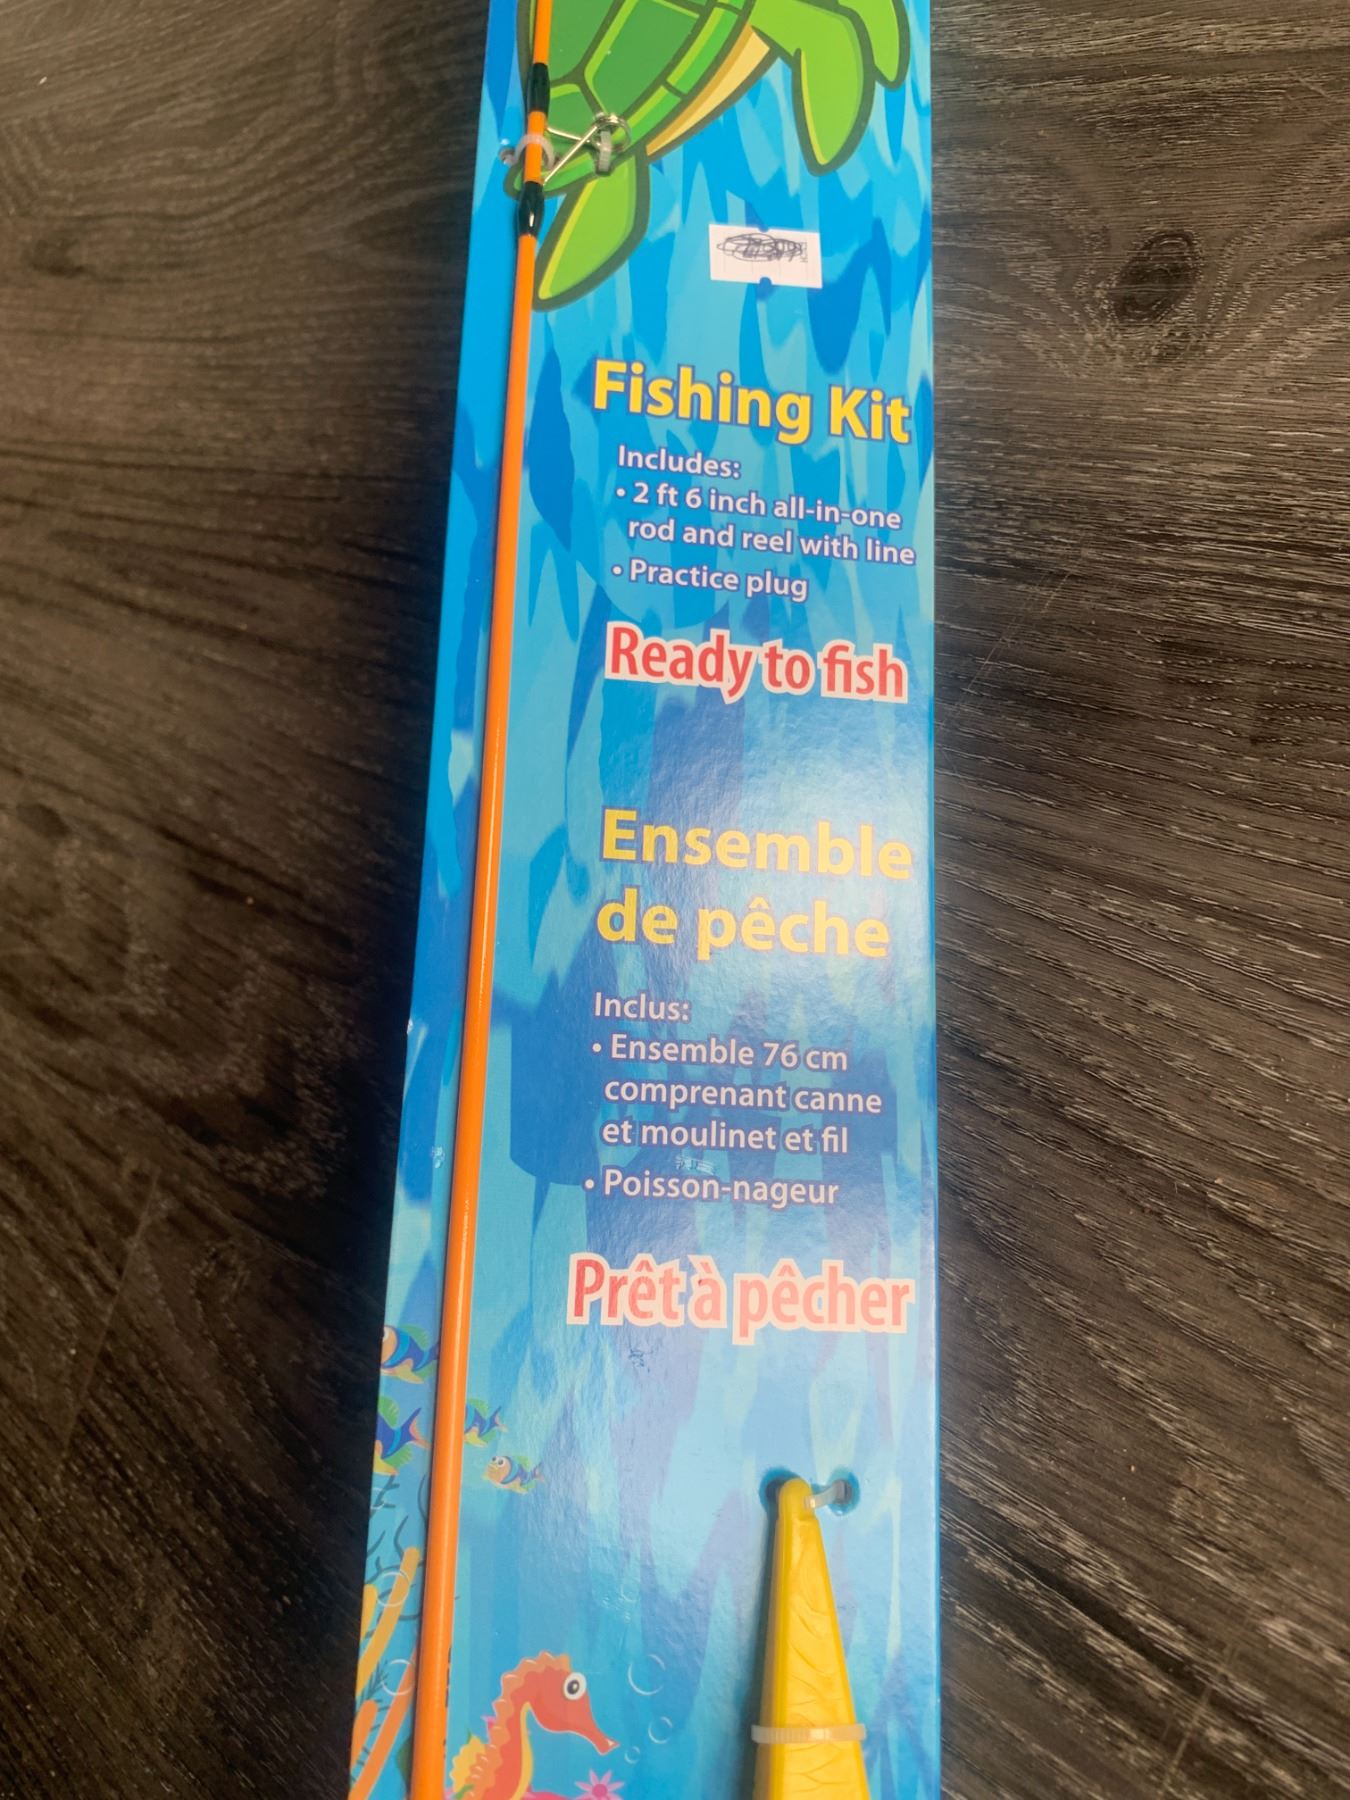 Fishing Kit
Includes:
• 2 ft 6 inch all-in-one
rod and reel with line
• Practice plug
Ready to fish
Ensemble
de pêche
Inclus:
• Ensemble 76 cm
comprenant canne
et moulinet et fil
• Poisson-nageur
Prêt à pêcher